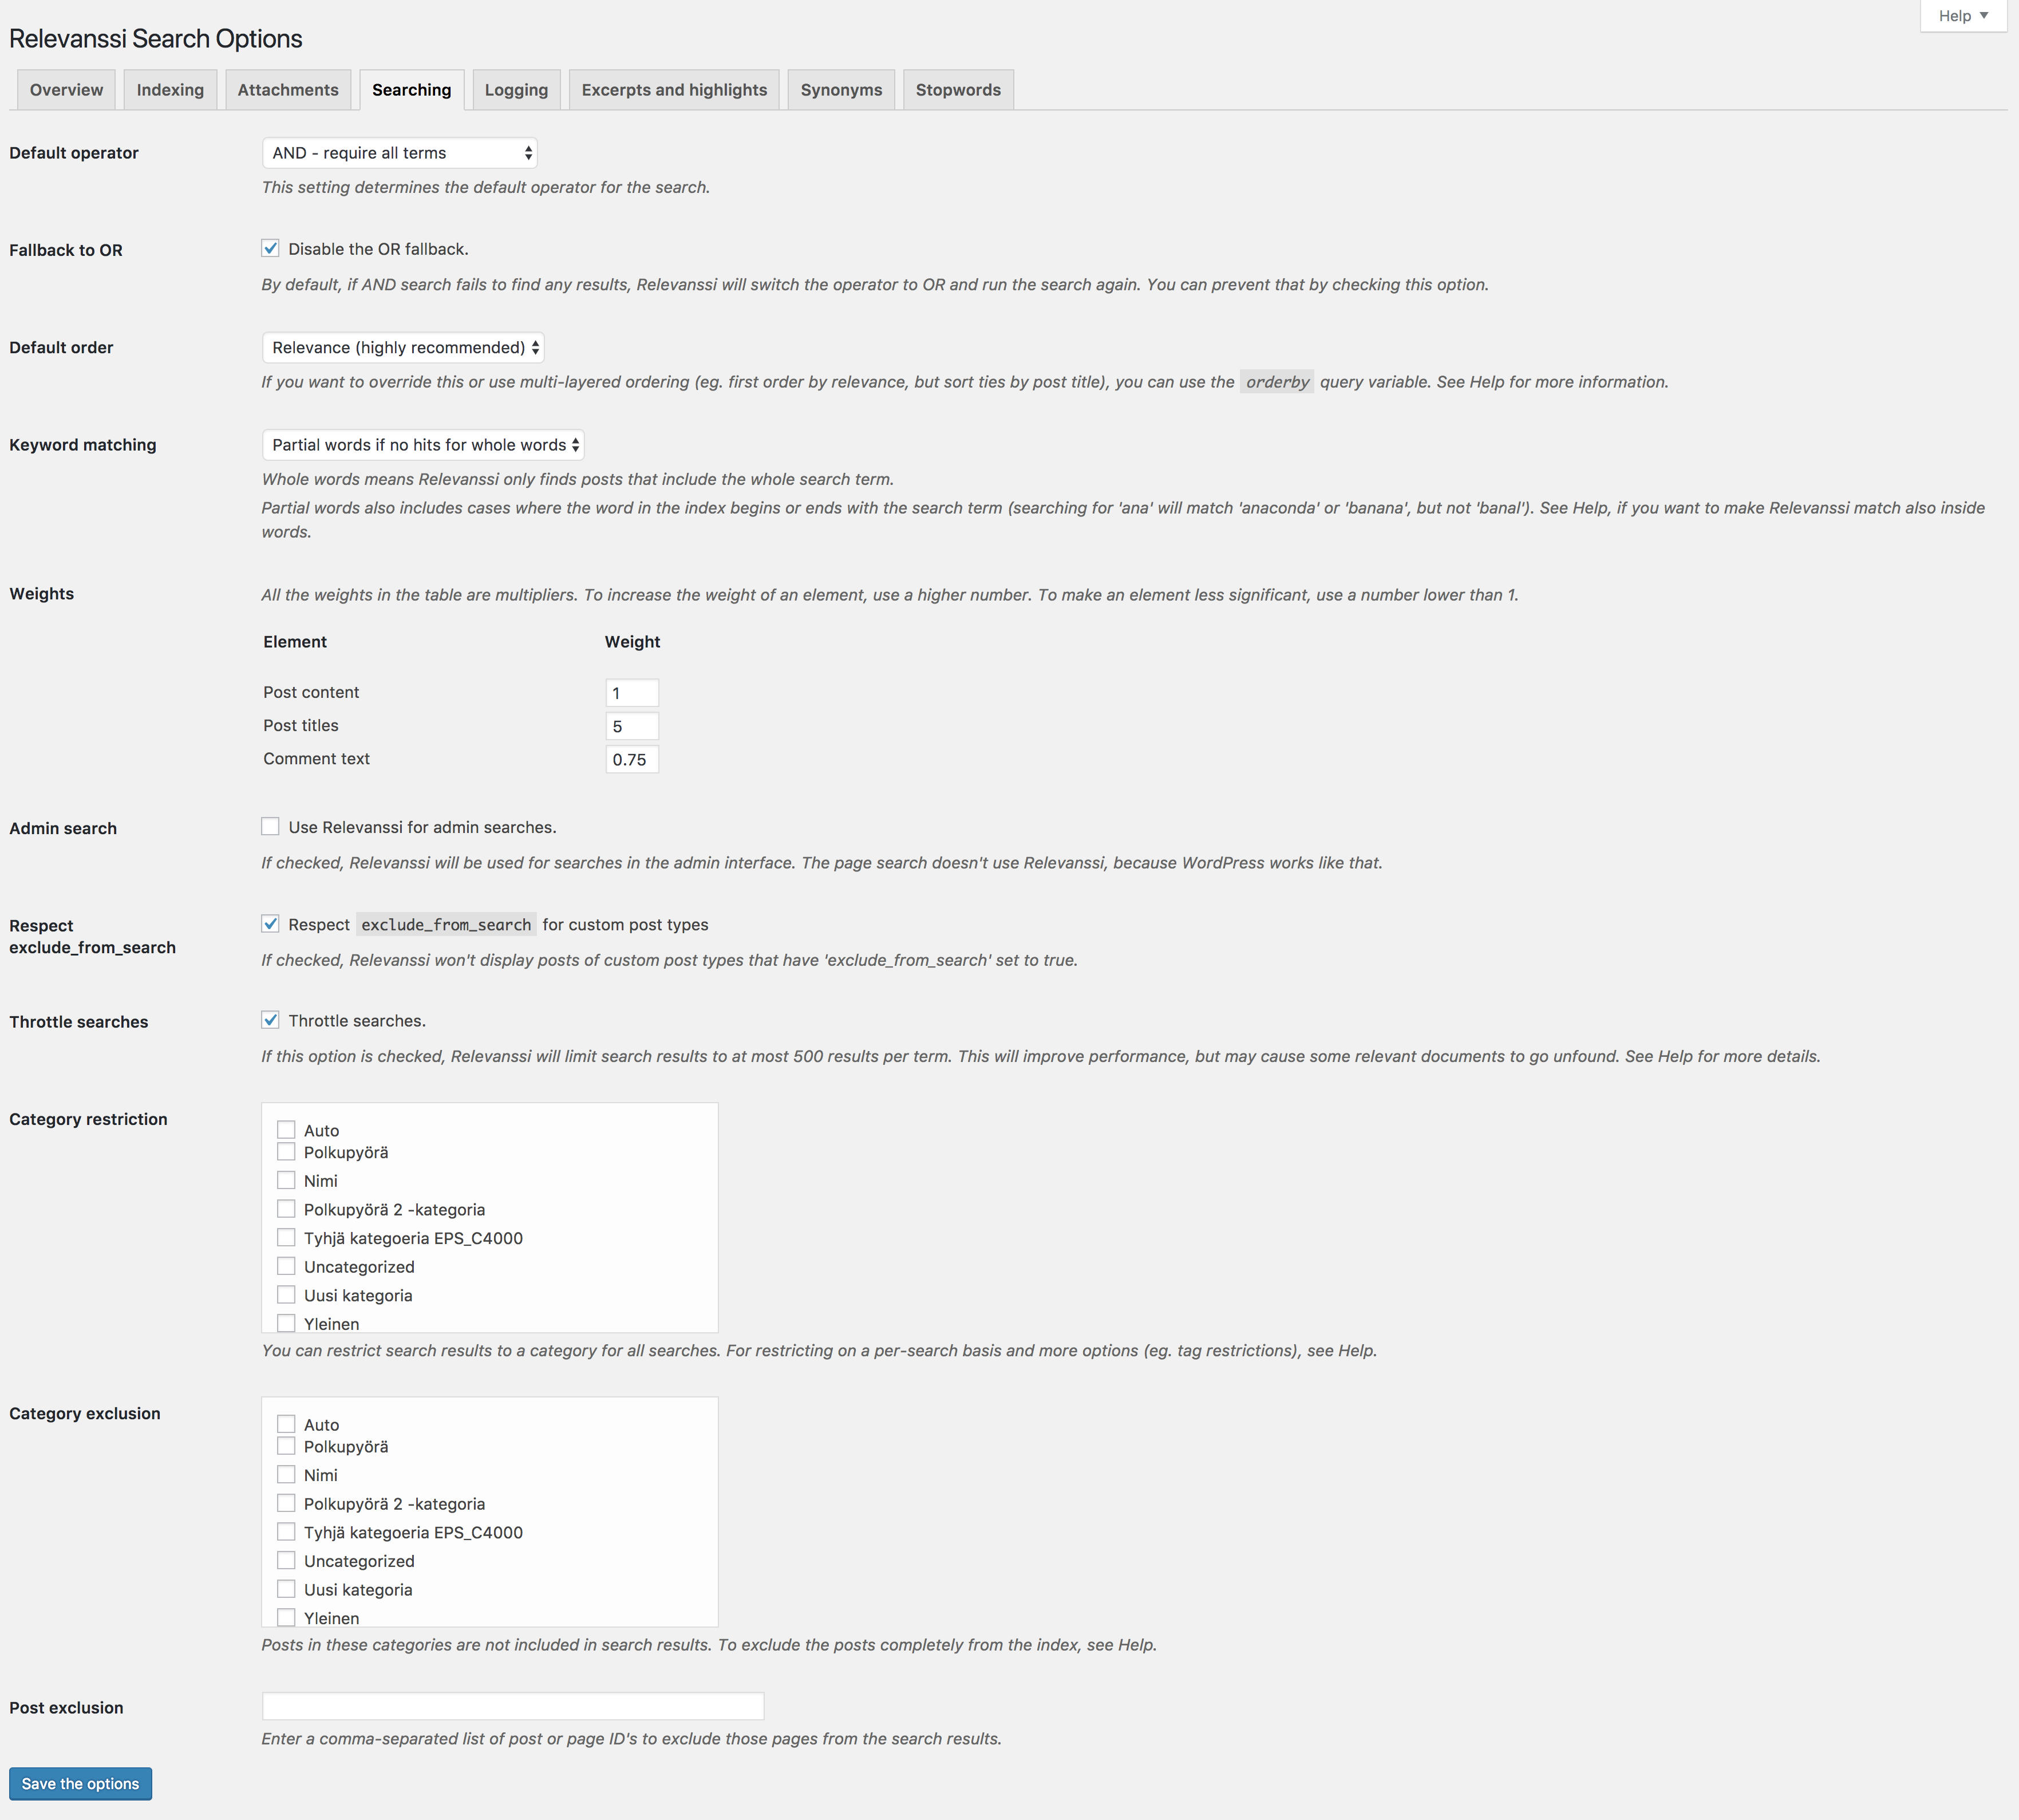 Help ▼
Relevanssi Search Options
Overview
Indexing
Attachments
Searching
Logging
Excerpts and highlights
Synonyms
Stopwords
Default operator
AND - require all terms
This setting determines the default operator for the search.
Fallback to OR
Disable the OR fallback.
By default, if AND search fails to find any results, Relevanssi will switch the operator to OR and run the search again. You can prevent that by checking this option.
Default order
Relevance (highly recommended)
If you want to override this or use multi-layered ordering (eg. first order by relevance, but sort ties by post title), you can use the orderby query variable. See Help for more information.
Keyword matching
Partial words if no hits for whole words
Whole words means Relevanssi only finds posts that include the whole search term.
Partial words also includes cases where the word in the index begins or ends with the search term (searching for 'ana' will match 'anaconda' or 'banana', but not 'banal'). See Help, if you want to make Relevanssi match also inside
words.
Weights
All the weights in the table are multipliers. To increase the weight of an element, use a higher number. To make an element less significant, use a number lower than 1.
Element Weight
Post content 1
Post titles 5
Comment text 0.75
Admin search
Use Relevanssi for admin searches.
If checked, Relevanssi will be used for searches in the admin interface. The page search doesn't use Relevanssi, because WordPress works like that.
Respect
exclude_from_search
Respect exclude_from_search for custom post types
If checked, Relevanssi won't display posts of custom post types that have 'exclude_from_search' set to true.
Throttle searches
Throttle searches.
If this option is checked, Relevanssi will limit search results to at most 500 results per term. This will improve performance, but may cause some relevant documents to go unfound. See Help for more details.
Category restriction
Auto
Polkupyörä
Nimi
Polkupyörä 2 -kategoria
Tyhjä kategoeria EPS_C4000
Uncategorized
Uusi kategoria
Yleinen
You can restrict search results to a category for all searches. For restricting on a per-search basis and more options (eg. tag restrictions), see Help.
Category exclusion
Auto
Polkupyörä
Nimi
Polkupyörä 2 -kategoria
Tyhjä kategoeria EPS_C4000
Uncategorized
Uusi kategoria
Yleinen
Posts in these categories are not included in search results. To exclude the posts completely from the index, see Help.
Post exclusion
Enter a comma-separated list of post or page ID's to exclude those pages from the search results.
Save the options